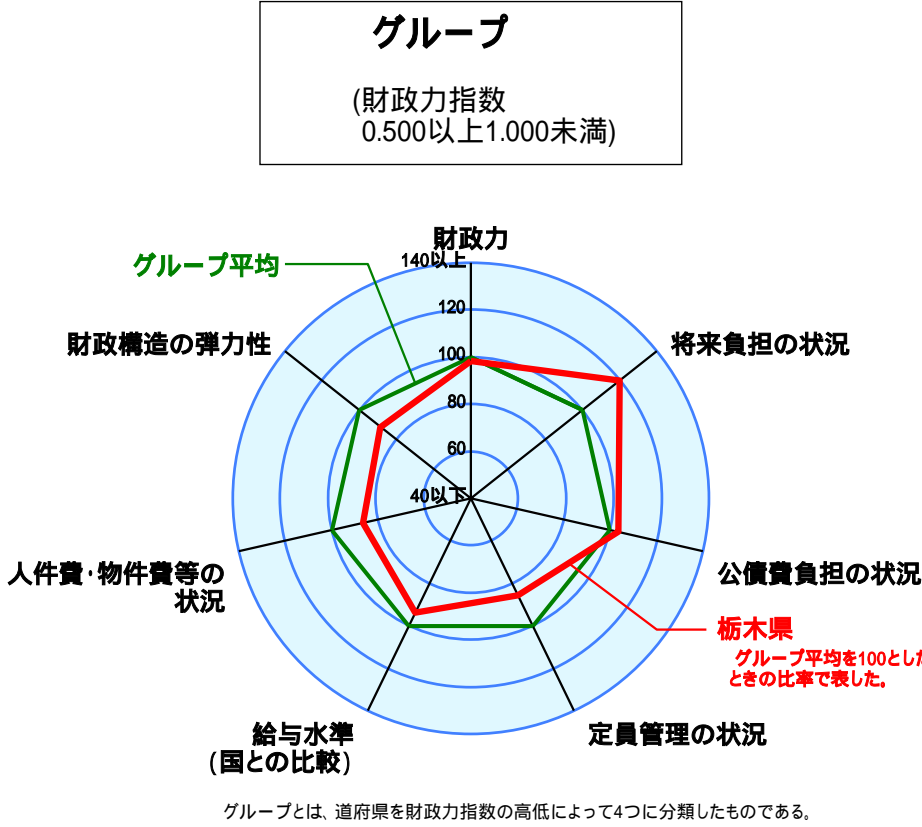 グループ
(財政力指数
0.500以上1.000未満)
財政力
140以上
グループ平均
120
財政構造の弾力性
将来負担の状況
100
80
60
40以下
人件費・物件費等の
状況
公債費負担の状況
栃木県
グループ平均を100とした
ときの比率で表した。
給与水準
(国との比較)
定員管理の状況
グループとは、道府県を財政力指数の高低によって4つに分類したものである。